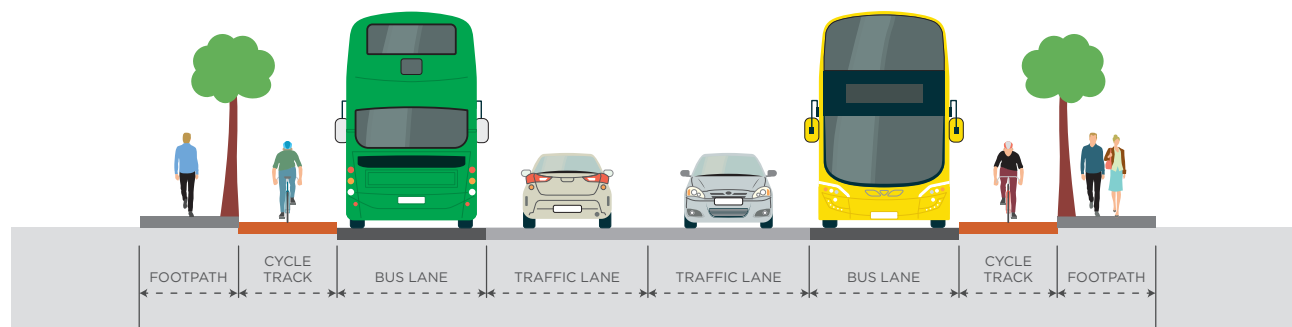 FOOTPATH
CYCLE
TRACK
BUS LANE
TRAFFIC LANE
TRAFFIC LANE
BUS LANE
CYCLE
TRACK
FOOTPATH